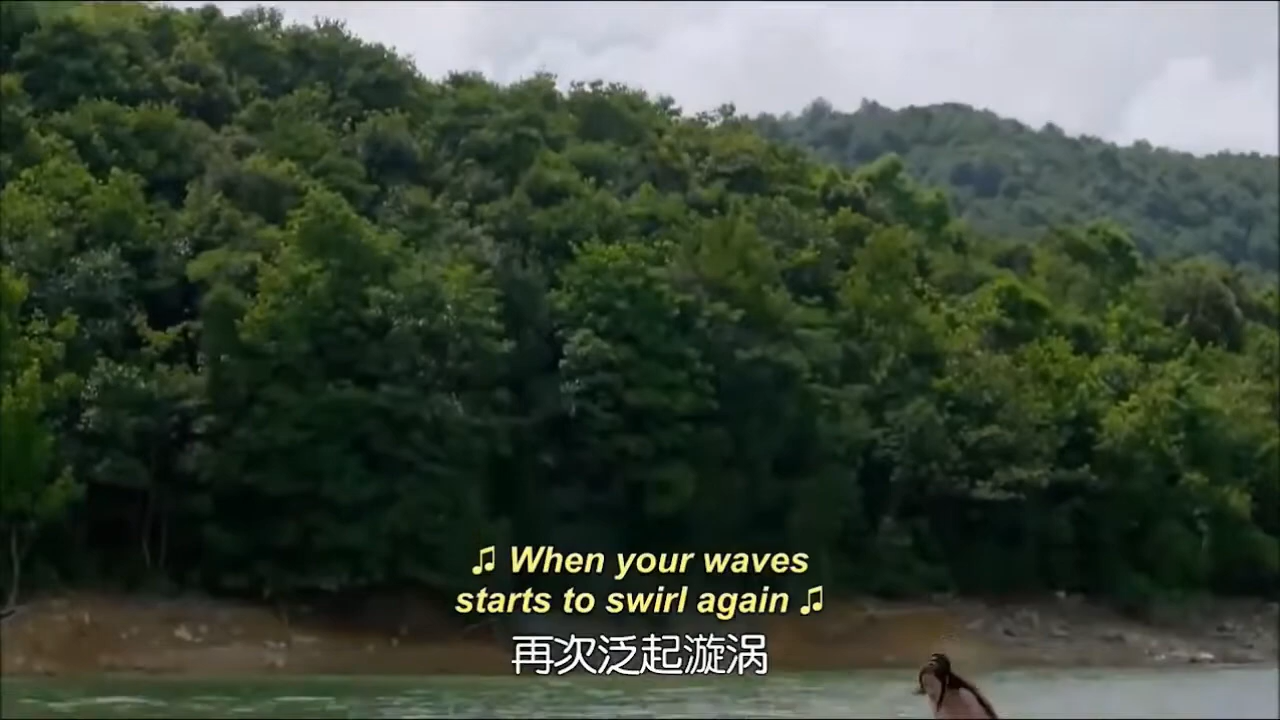 ♫ When your waves
starts to swirl again ♫
再次泛起漩涡